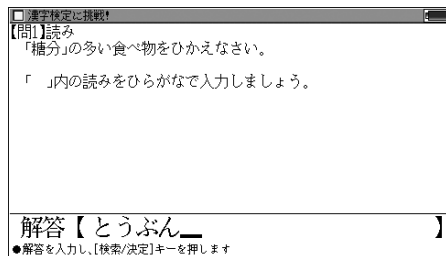 漢字検定に挑戦!
【問1】読み
「糖分」の多い食べ物をひかえなさい。
「　」内の読みをひらがなで入力しましょう。
解答【とうぶん 】
●解答を入力し、[検索/決定]キーを押します